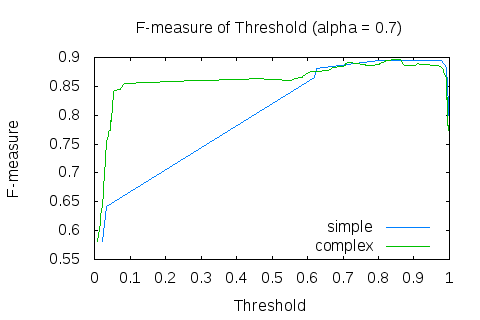 F-measure of Threshold (alpha = 0.7)
0.9
0.85
0.8
0.75
0.7
0.65
0.6
0.55
F-measure
simple
complex
0 0.1 0.2 0.3 0.4 0.5 0.6 0.7 0.8 0.9 1
Threshold